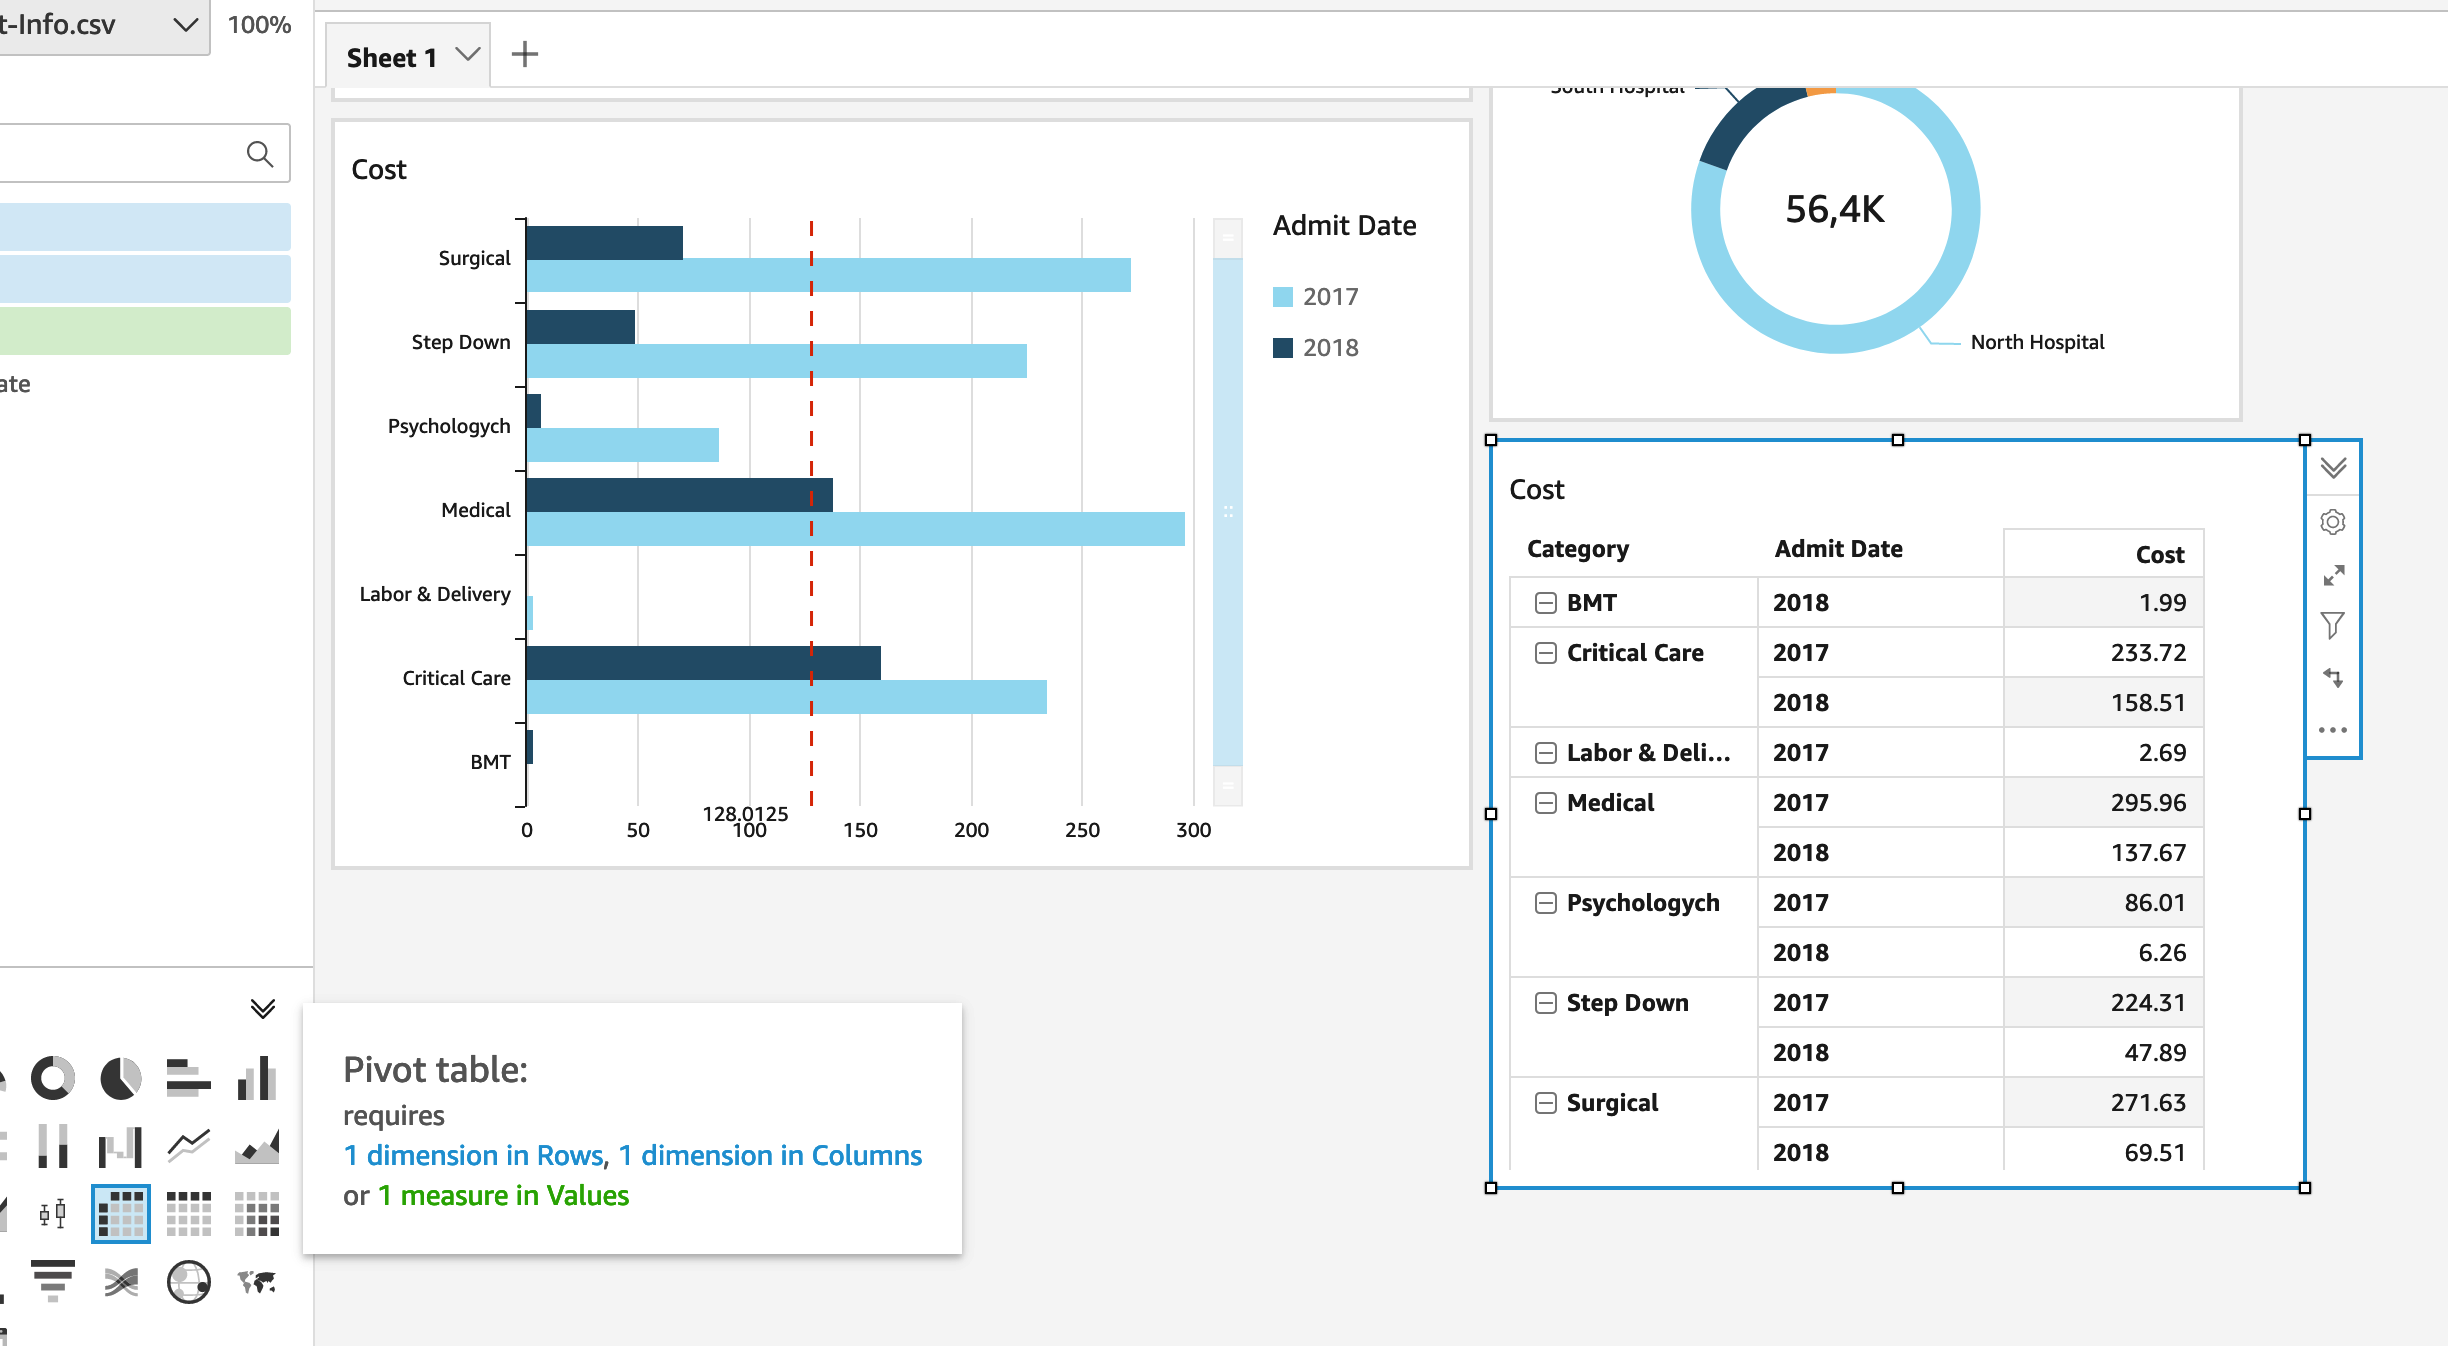 t-Info.csv
100%
Sheet 1
ate
Cost
Surgical
Step Down
Psychologych
Medical
Labor & Delivery
Critical Care
BMT
128.0125
0 50 100 150 200 250 300
Admit Date
2017
2018
South Hospital
56,4K
North Hospital
Cost
Category Admit Date Cost
BMT 2018 1.99
Critical Care 2017 233.72
2018 158.51
Labor & Deli... 2017 2.69
Medical 2017 295.96
2018 137.67
Psychologych 2017 86.01
2018 6.26
Step Down 2017 224.31
2018 47.89
Surgical 2017 271.63
2018 69.51
Pivot table:
requires
1 dimension in Rows, 1 dimension in Columns
or 1 measure in Values